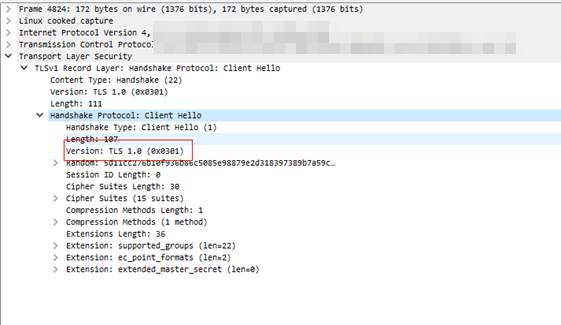 Frame 4824: 172 bytes on wire (1376 bits), 172 bytes captured (1376 bits)
Linux cooked capture
Internet Protocol Version 4,
Transmission Control Protocol
Transport Layer Security
TLSv1 Record Layer: Handshake Protocol: Client Hello
Content Type: Handshake (22)
Version: TLS 1.0 (0x0301)
Length: 111
Handshake Protocol: Client Hello
Handshake Type: Client Hello (1)
Length: 107
Version: TLS 1.0 (0x0301)
Random: 5d11cc276b10f936b86c5085e98879e2d318397389b7a59c…
Session ID Length: 0
Cipher Suites Length: 30
Cipher Suites (15 suites)
Compression Methods Length: 1
Compression Methods (1 method)
Extensions Length: 36
Extension: supported_groups (len=22)
Extension: ec_point_formats (len=2)
Extension: extended_master_secret (len=0)